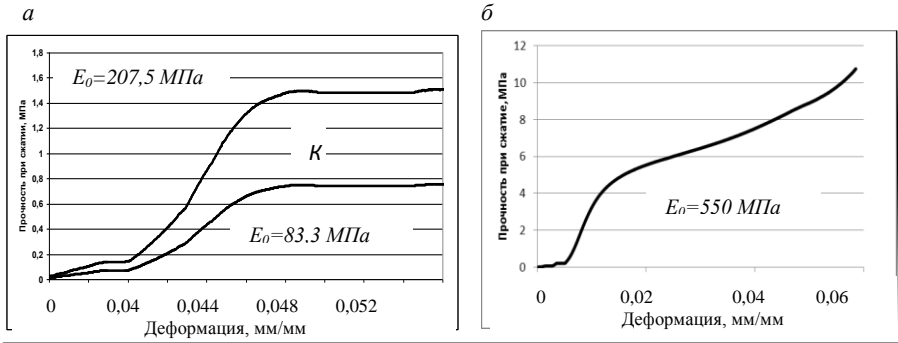 а
б
Прочность при сжатии, МПа
1,8
1,6
1,4
1,2
1
0,8
0,6
0,4
0,2
0
E₀=207,5 МПа
К
E₀=83.3 МПа
0 0,04 0,044 0,048 0,052
Деформация, мм/мм
Прочность при сжатие,МПа
12
10
8
6
4
2
0
E₀=550 МПа
0 0,02 0,04 0,06
Деформация, мм/мм